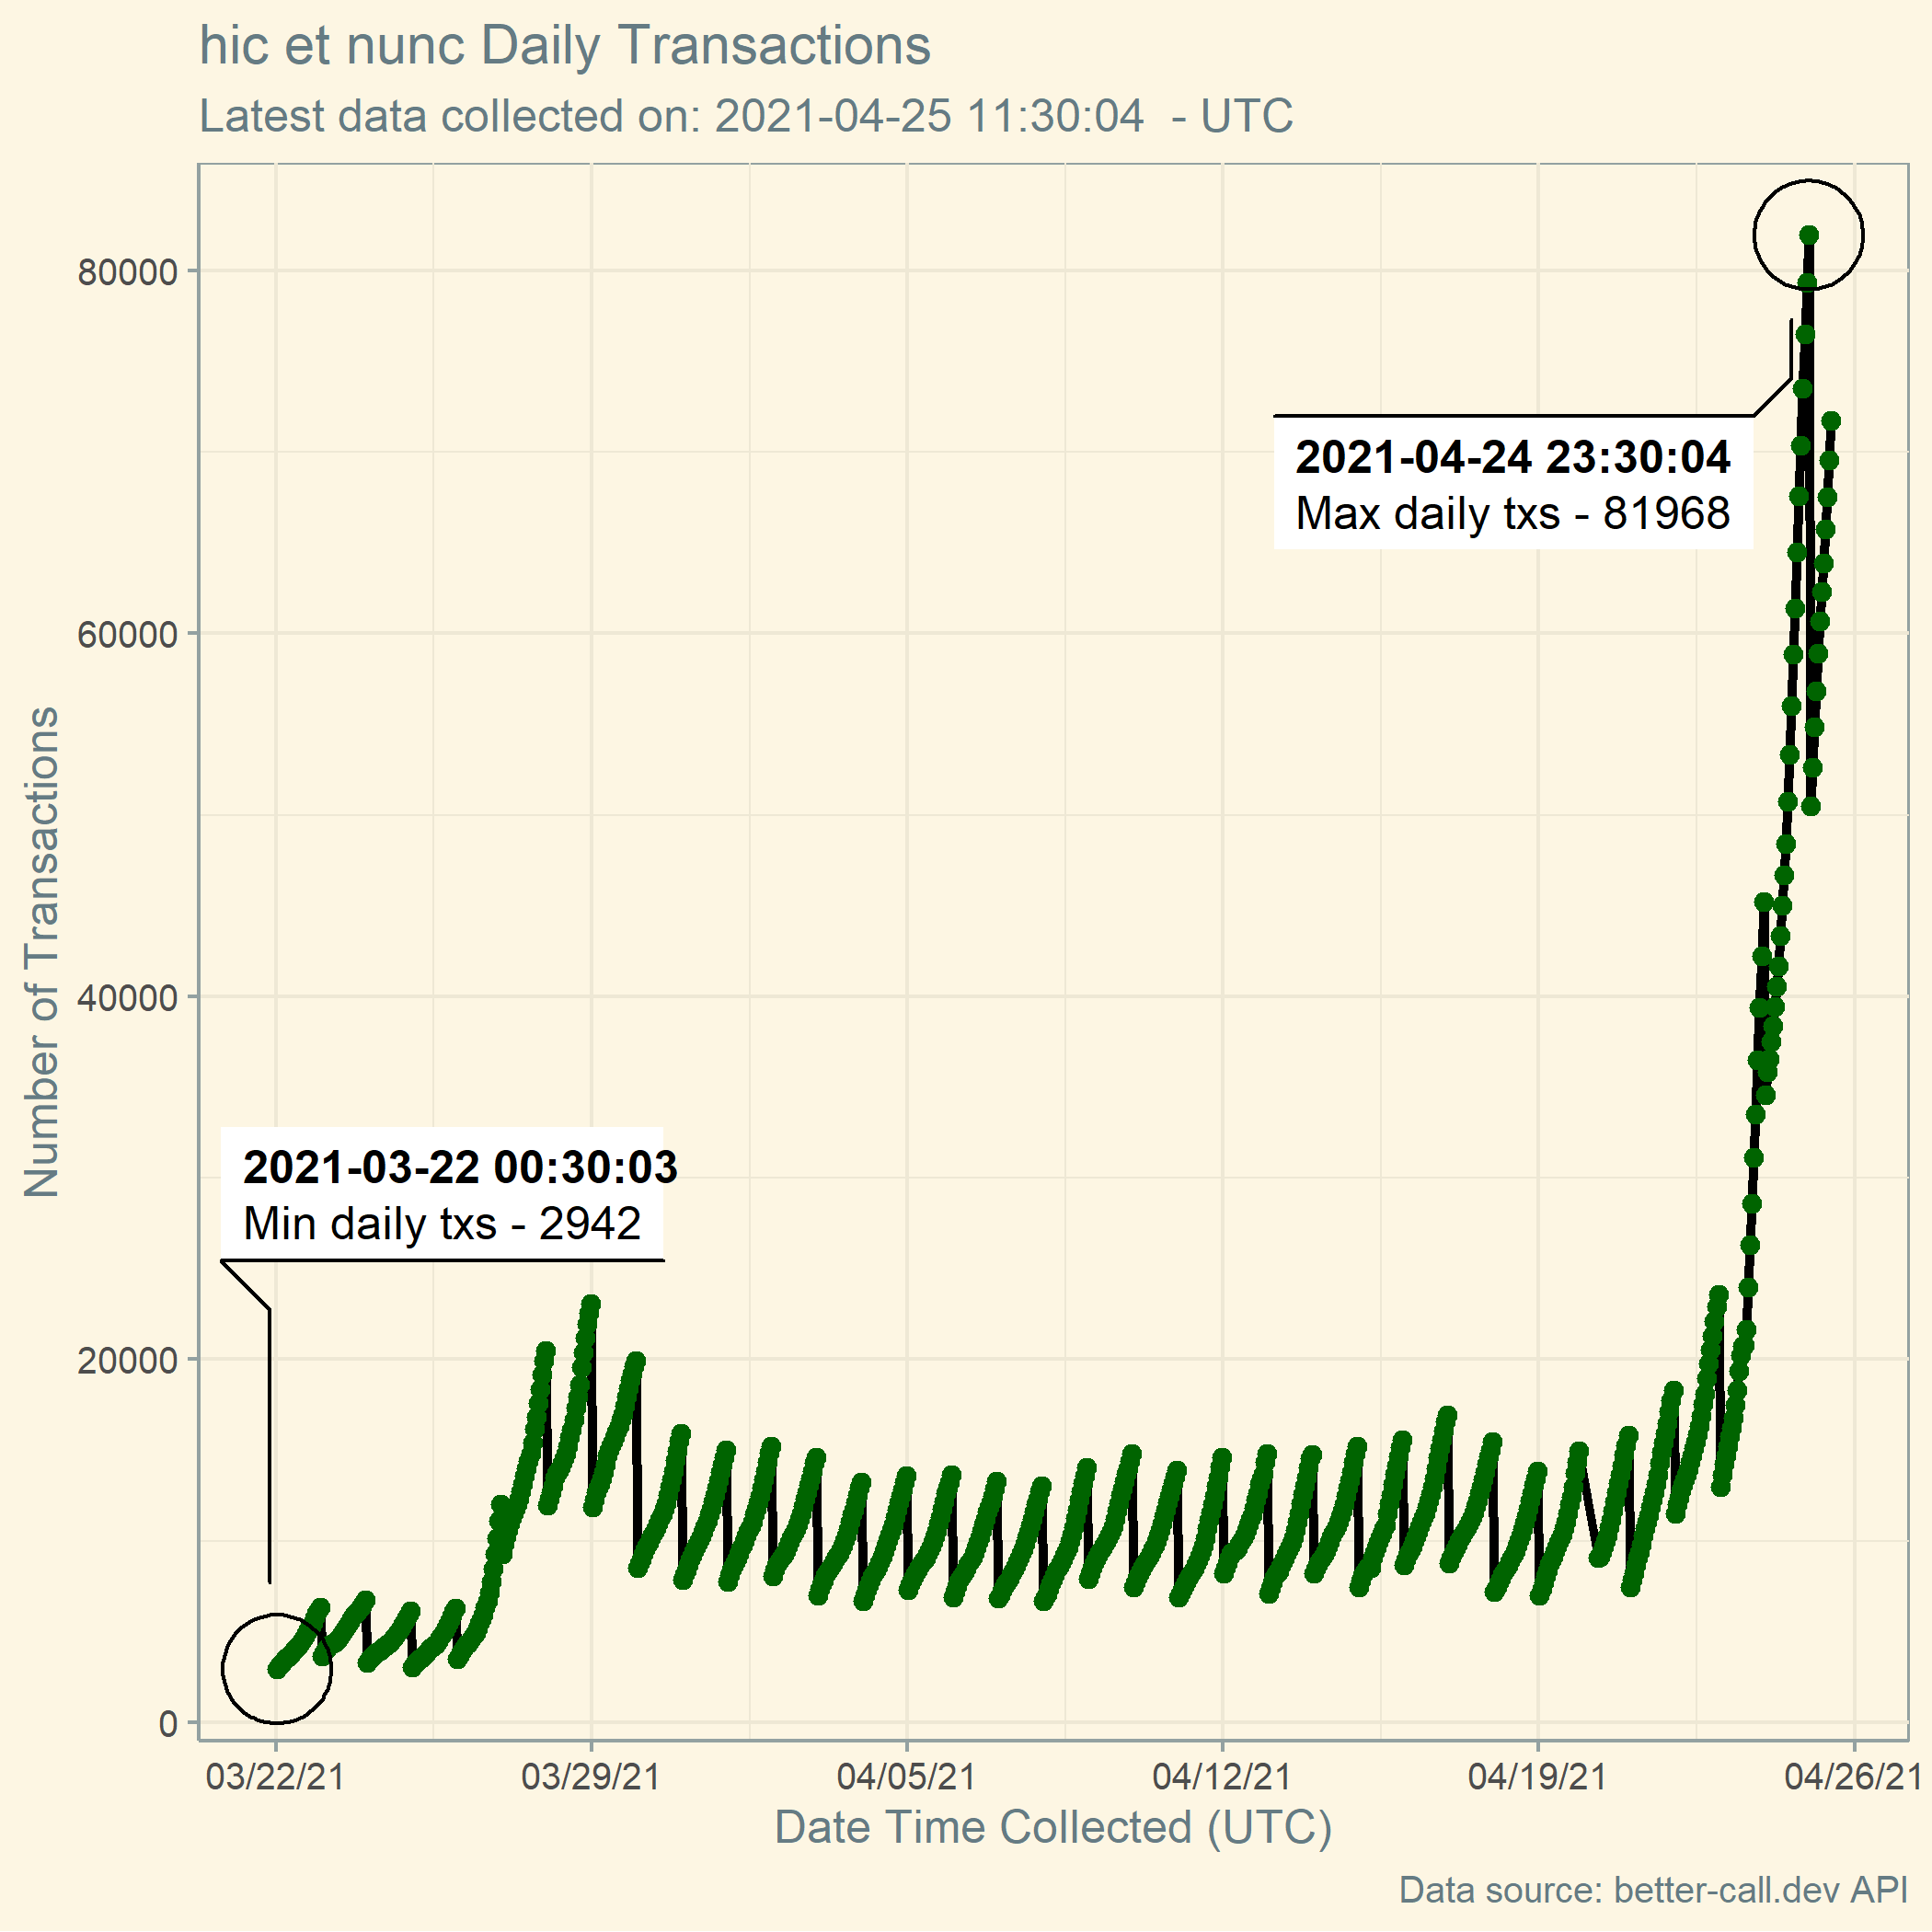 hic et nunc Daily Transactions
Latest data collected on: 2021-04-25 11:30:04  - UTC
Number of Transactions
80000
60000
40000
20000
0
2021-04-24 23:30:04
Max daily txs - 81968
2021-03-22 00:30:03
Min daily txs - 2942
03/22/21
03/29/21
04/05/21
04/12/21
04/19/21
04/26/21
Date Time Collected (UTC)
Data source: better-call.dev API